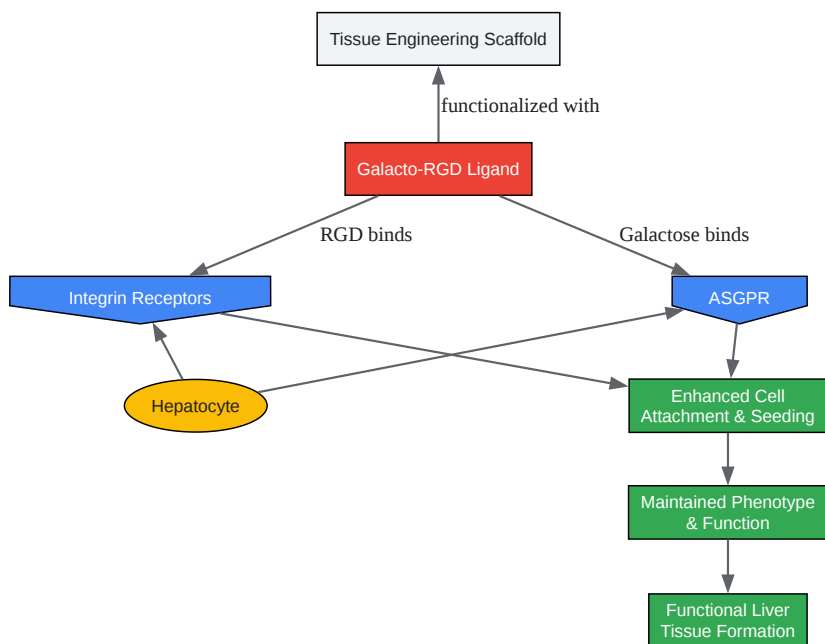 Tissue Engineering Scaffold
functionalized with
Galacto-RGD Ligand
RGD binds
Galactose binds
Integrin Receptors
ASGPR
Hepatocyte
Enhanced Cell
Attachment & Seeding
Maintained Phenotype
& Function
Functional Liver
Tissue Formation